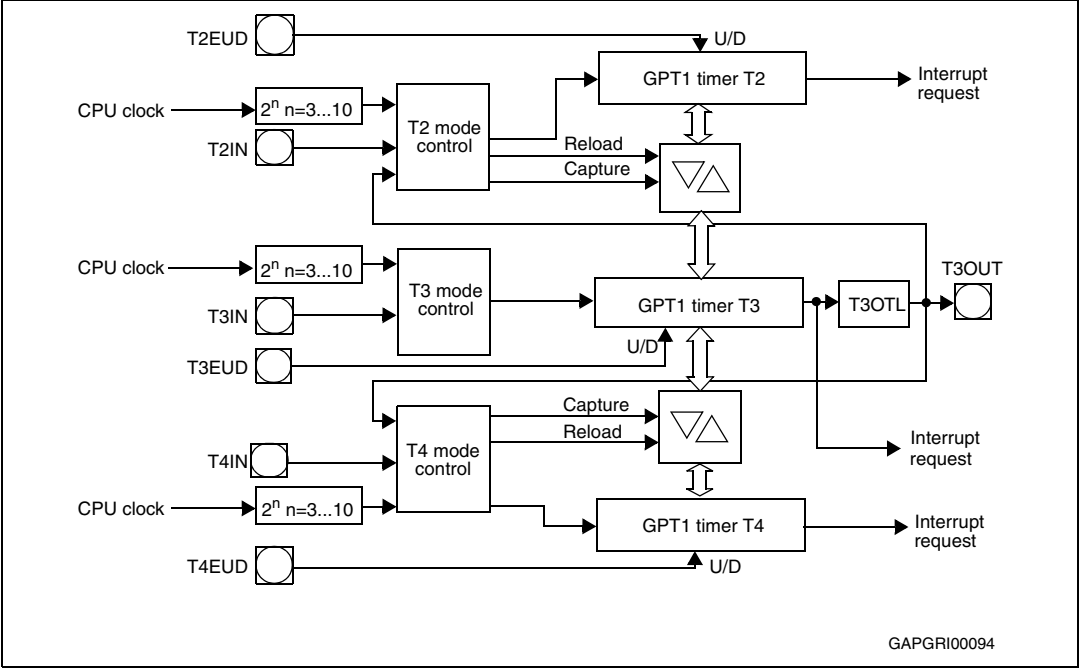 T2EUD
U/D
GPT1 timer T2
Interrupt
request
CPU clock
2ⁿ n=3...10
T2 mode
control
T2IN
Reload
Capture
CPU clock
2ⁿ n=3...10
T3 mode
control
T3IN
GPT1 timer T3
T3OTL
T3OUT
U/D
T3EUD
Capture
Reload
T4 mode
control
T4IN
Interrupt
request
CPU clock
2ⁿ n=3...10
GPT1 timer T4
Interrupt
request
T4EUD
U/D
GAPGRI00094